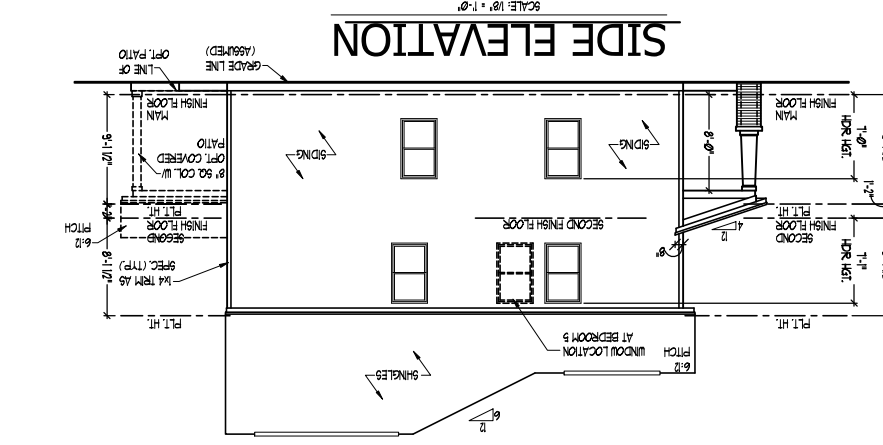 12
6
SHINGLES
6:12
PITCH
WINDOW LOCATION
AT BEDROOM 5
PLT. HT.
PLT. HT.
7'-1"
HDR. HGT.
8"
1x4 TRIM AS
SPEC. (TYP.)
8'-1 1/2"
SECOND
FINISH FLOOR
12
4
SECOND FINISH FLOOR
SECOND
FINISH FLOOR
6:12
PITCH
PLT. HT.
PLT. HT.
1'-2"
7'-0"
HDR. HGT.
8'-0"
SIDING
SIDING
8" SQ. COL. W/
OPT. COVERED
PATIO
9'-1 1/2"
MAIN
FINISH FLOOR
MAIN
FINISH FLOOR
GRADE LINE
(ASSUMED)
LINE OF
OPT. PATIO
SIDE ELEVATION
SCALE: 1/8" = 1'-0"